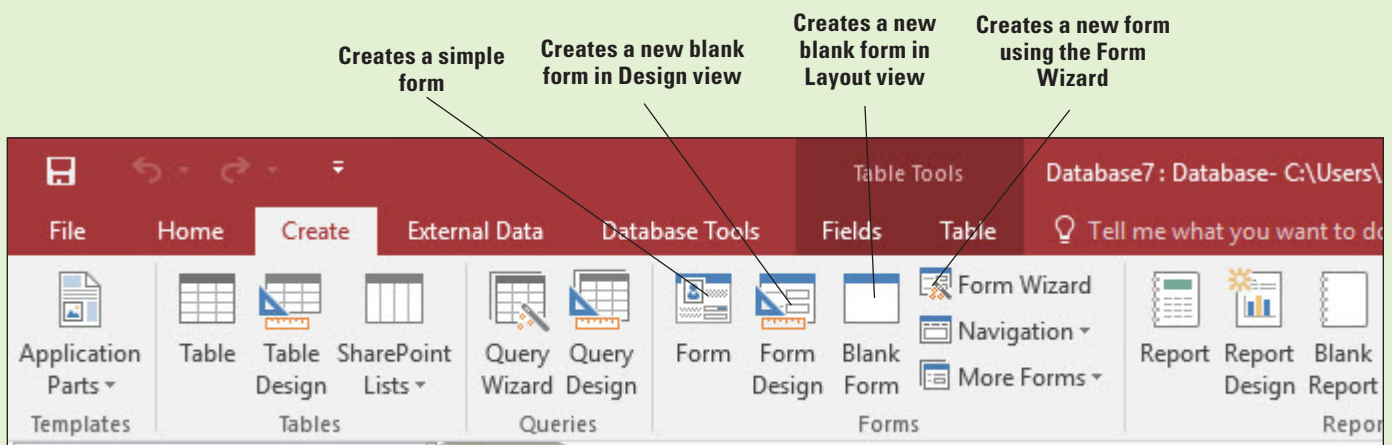 Creates a simple
form
Creates a new blank
form in Design view
Creates a new
blank form in
Layout view
Creates a new form
using the Form
Wizard
Table Tools
Database7 : Database- C:\Users\
File Home Create External Data Database Tools Fields Table Tell me what you want to do
Application
Parts
Templates
Table
Table
Design
SharePoint
Lists
Tables
Query
Wizard
Query
Design
Queries
Form
Form
Design
Blank
Form
Form Wizard
Navigation
More Forms
Forms
Report
Report
Design
Blank
Report
Repor